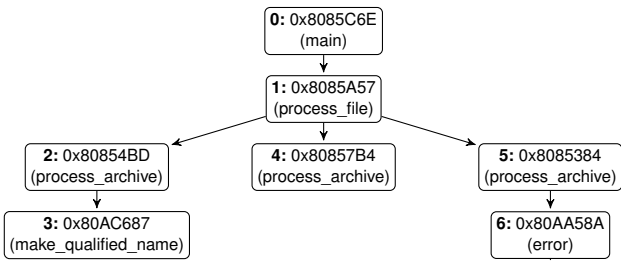 0: 0x8085C6E
(main)
1: 0x8085A57
(process_file)
2: 0x80854BD
(process_archive)
4: 0x80857B4
(process_archive)
5: 0x8085384
(process_archive)
3: 0x80AC687
(make_qualified_name)
6: 0x80AA58A
(error)